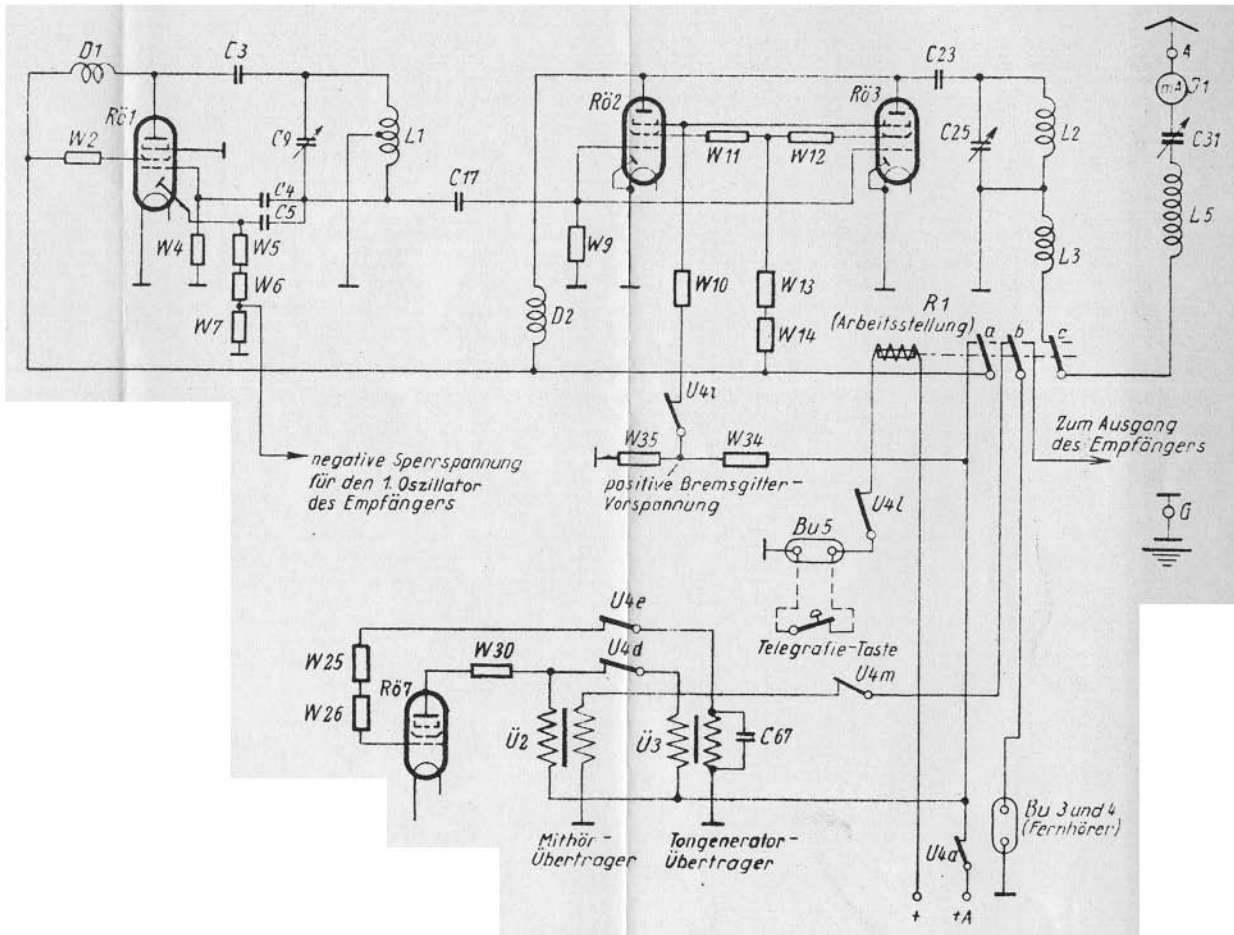 D1
C3
C23
A
mA
J1
Rö1
Rö2
Rö3
W2
C9
L1
W11
W12
C25
L2
C31
C4
C5
C17
L5
W4
W5
W9
L3
W6
W10
W13
W7
D2
W14
R1
(Arbeitsstellung)
a
b
c
U4i
W35
W34
Zum Ausgang
des Empfängers
negative Sperrspannung
für den 1. Oszillator
des Empfängers
positive Bremsgitter-
Vorspannung
U4l
Bu 5
G
U4e
Telegrafie-Taste
W25
W30
U4d
U4m
W26
Rö7
Ü2
Ü3
C67
Bu 3 und 4
(Fernhörer)
Mithör-
Übertrager
Tongenerator-
Übertrager
U4a
+
+A